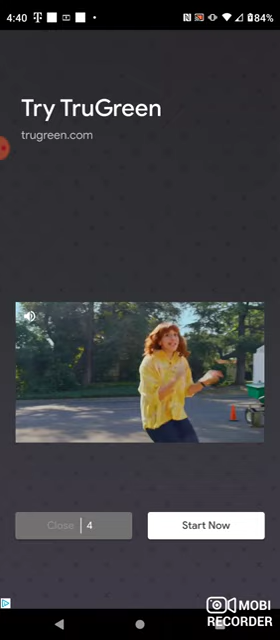 4:40
84%
Try TruGreen
trugreen.com
Close | 4
Start Now
MOBI
RECORDER